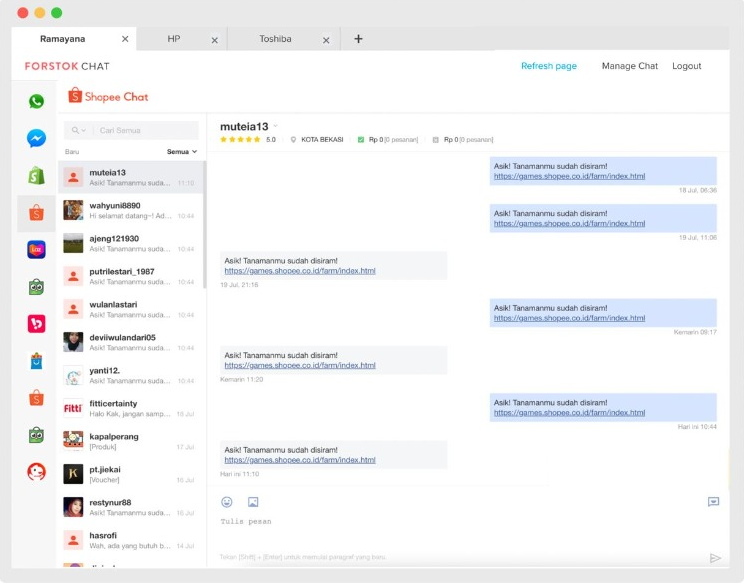 Ramayana
HP
Toshiba
FORSTOK CHAT
Refresh page
Manage Chat
Logout
Shopee Chat
Cari Semua
Baru
Semua
muteia13
Asik! Tanamanmu suda... 11:10
wahyuni8890
Hi selamat datang~! Ad... 10:44
ajeng121930
Asik! Tanamanmu suda... 10:44
putrilestari_1987
Asik! Tanamanmu suda... 10:44
wulanlastari
Asik! Tanamanmu suda... 10:44
deviiwulandari05
Asik! Tanamanmu suda... 10:44
yanti12.
Asik! Tanamanmu suda... 10:44
Fitti
fitticertainty
Halo Kak, jangan samp... 18 Jul
kapalperang
[Produk] 17 Jul
K
pt.jiekai
[Voucher]
restynur88
Asik! Tanamanmu suda... 16 Jul
hasrofi
Wah, ada yang butuh b... 14 Jul
muteia13
5.0
KOTA BEKASI
Rp 0 [0 pesanan]
Rp 0 [0 pesanan]
Asik! Tanamanmu sudah disiram!
https://games.shopee.co.id/farm/index.html
18 Jul, 06:36
Asik! Tanamanmu sudah disiram!
https://games.shopee.co.id/farm/index.html
19 Jul, 11:06
Asik! Tanamanmu sudah disiram!
https://games.shopee.co.id/farm/index.html
19 Jul, 21:16
Asik! Tanamanmu sudah disiram!
https://games.shopee.co.id/farm/index.html
Kemarin 09:17
Asik! Tanamanmu sudah disiram!
https://games.shopee.co.id/farm/index.html
Kemarin 11:20
Asik! Tanamanmu sudah disiram!
https://games.shopee.co.id/farm/index.html
Hari ini 10:44
Asik! Tanamanmu sudah disiram!
https://games.shopee.co.id/farm/index.html
Hari ini 11:10
Tulis pesan
Tekan [Shift] + [Enter] untuk memulai paragraf yang baru.